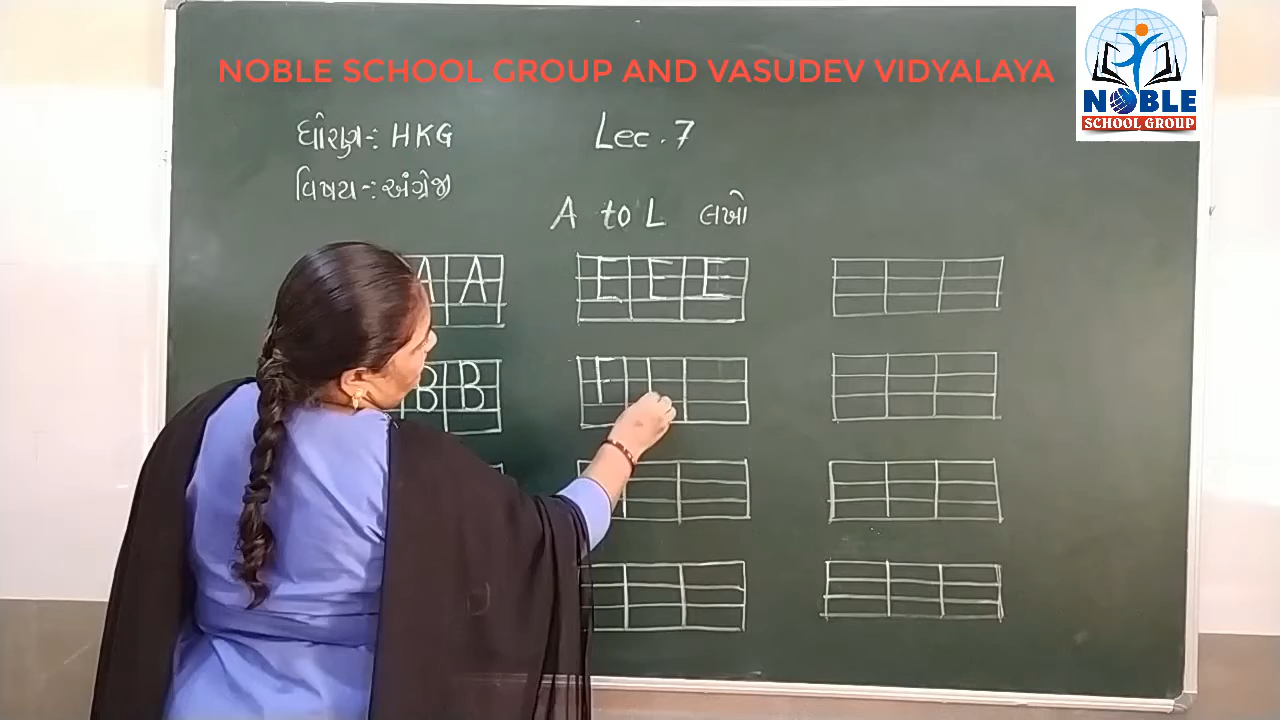 NOBLE SCHOOL GROUP AND VASUDEV VIDYALAYA
NOBLE
SCHOOL GROUP
ધોરણ -: HKG
Lec. 7
વિષય -: અંગ્રેજી
A to L લખો
A A
E E E
B B
F